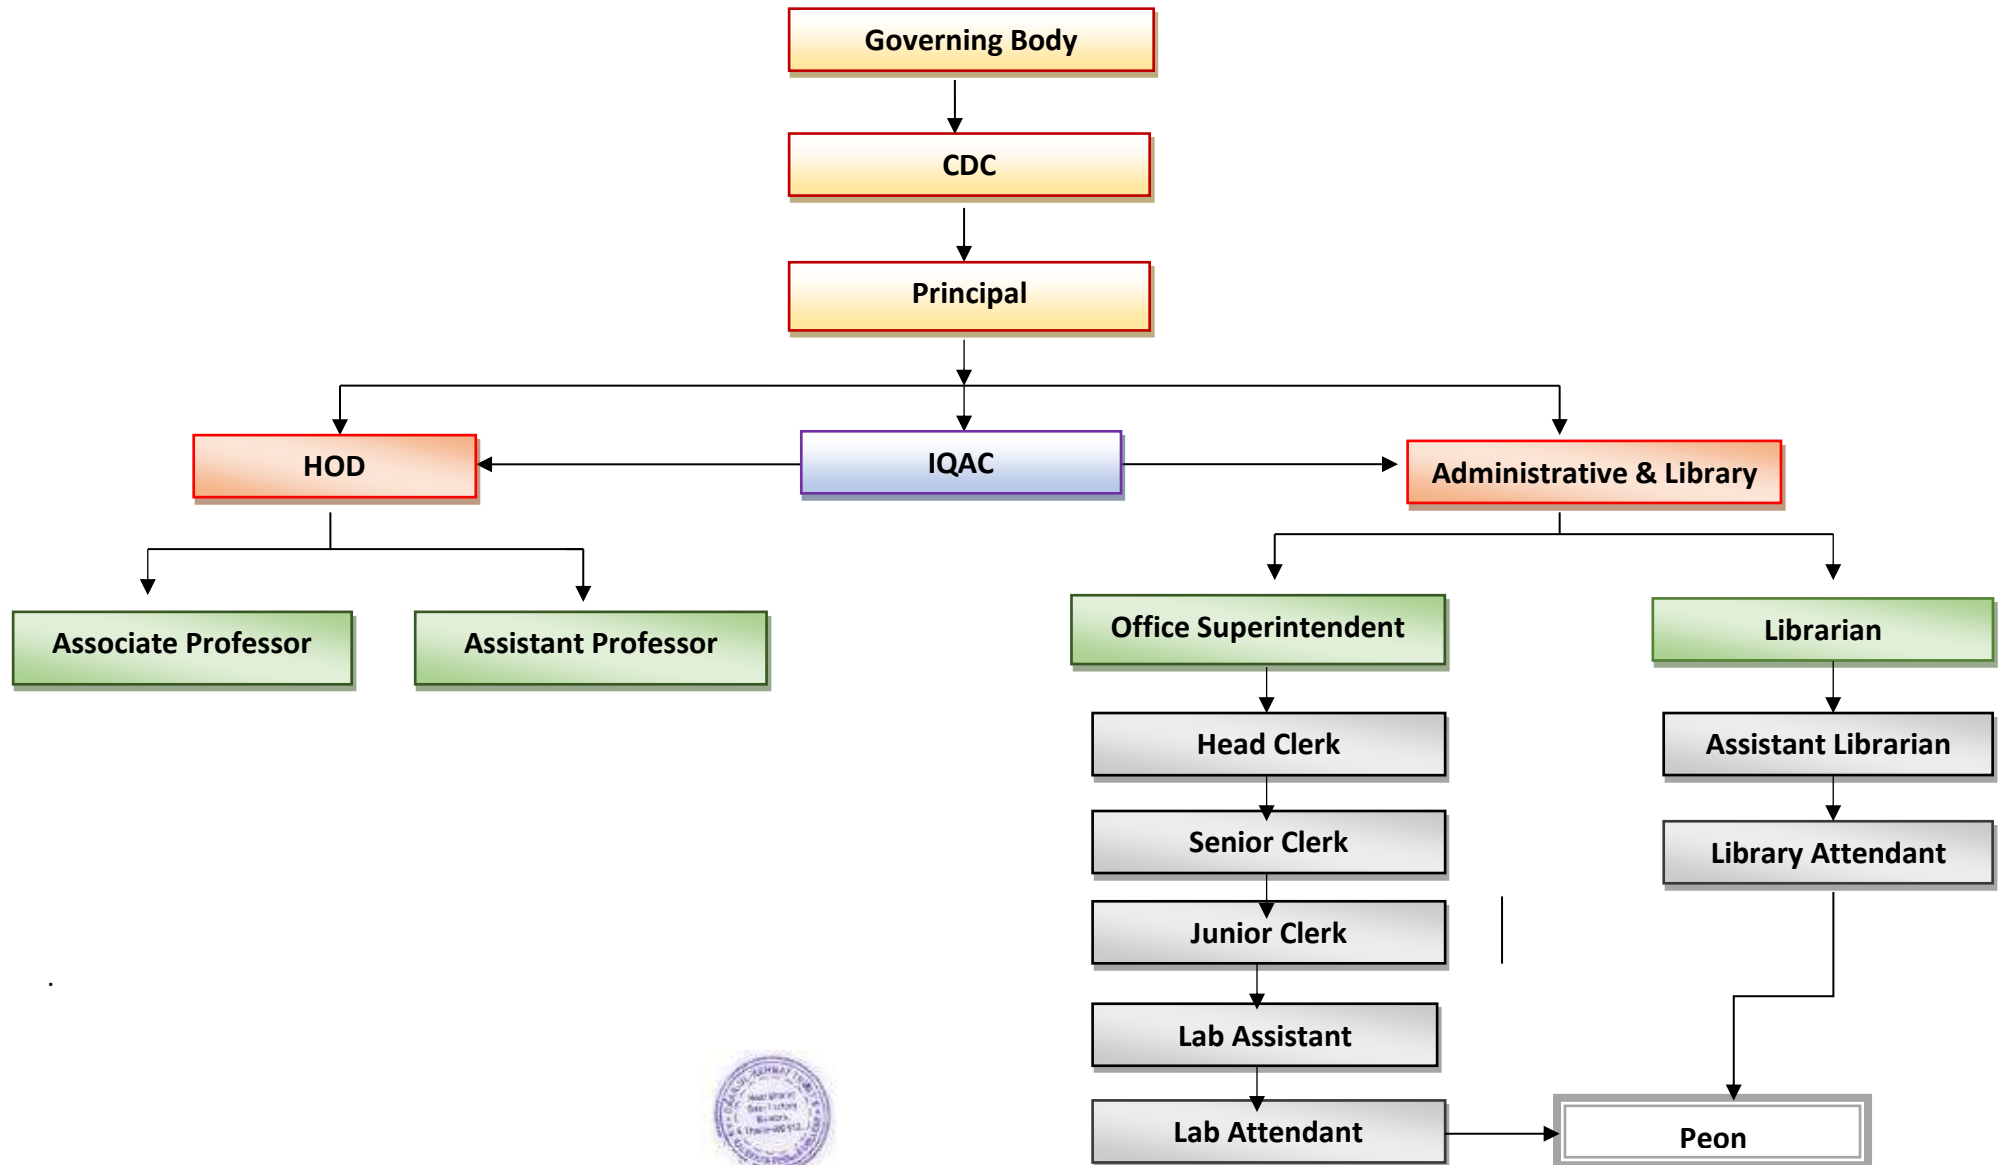 Governing Body
CDC
Principal
HOD
IQAC
Administrative & Library
Associate Professor
Assistant Professor
Office Superintendent
Librarian
Head Clerk
Assistant Librarian
Senior Clerk
Library Attendant
Junior Clerk
.
Lab Assistant
Lab Attendant
Peon